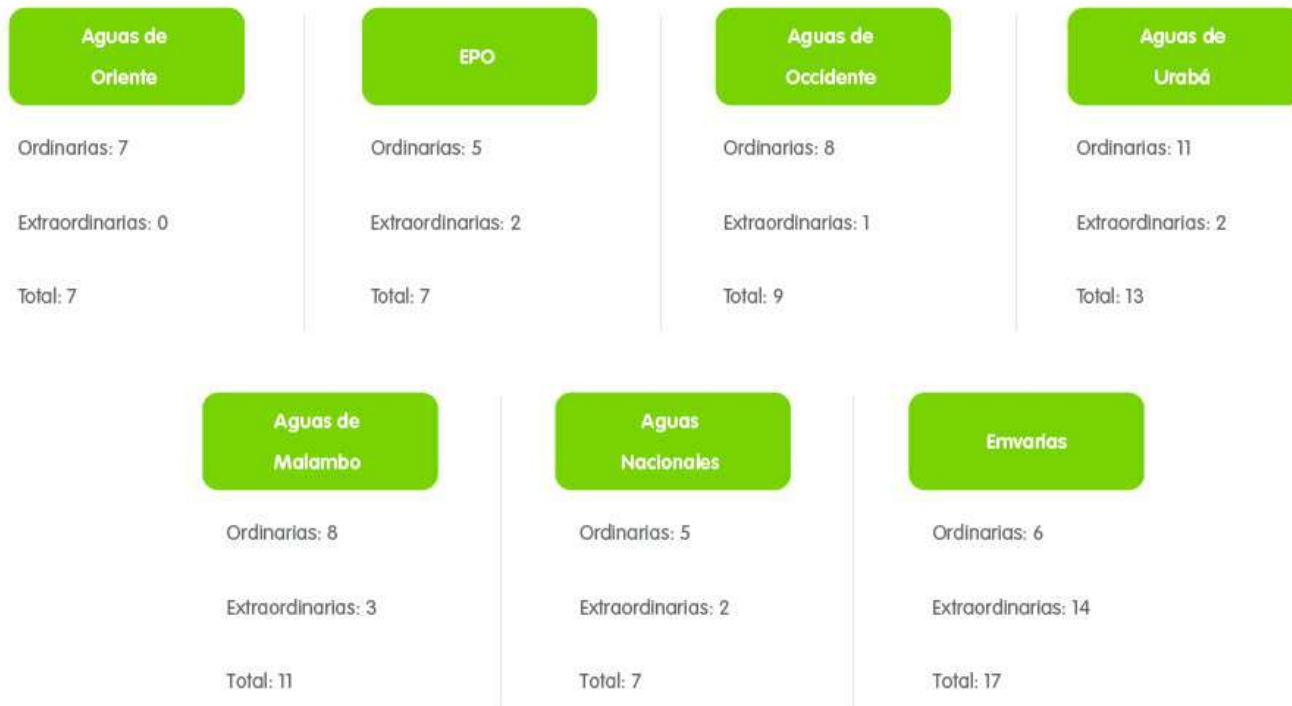 Aguas de
Oriente
Ordinarias: 7
Extraordinarias: 0
Total: 7
EPO
Ordinarias: 5
Extraordinarias: 2
Total: 7
Aguas de
Occidente
Ordinarias: 8
Extraordinarias: 1
Total: 9
Aguas de
Urabá
Ordinarias: 11
Extraordinarias: 2
Total: 13
Aguas de
Malambo
Ordinarias: 8
Extraordinarias: 3
Total: 11
Aguas
Nacionales
Ordinarias: 5
Extraordinarias: 2
Total: 7
Emvarias
Ordinarias: 6
Extraordinarias: 14
Total: 17